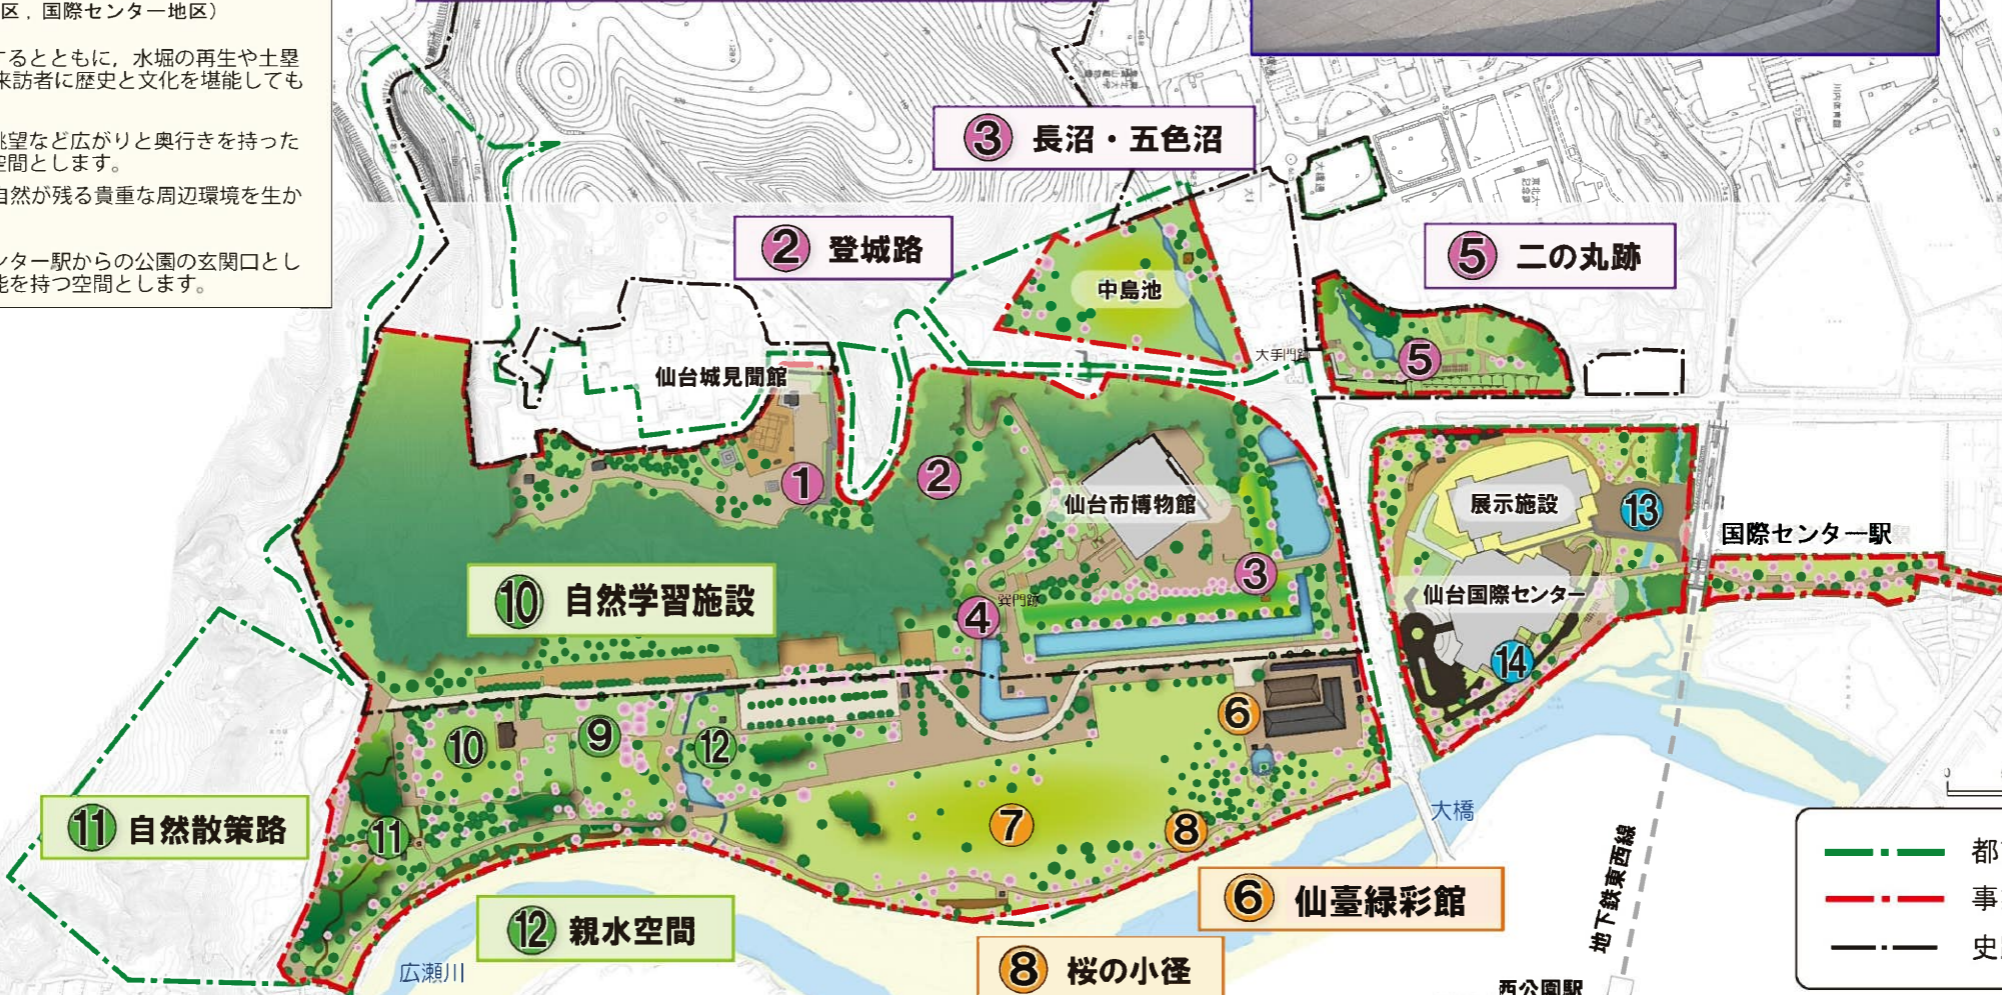 区，国際センター地区）
するとともに，水堀の再生や土塁
来訪者に歴史と文化を堪能しても
眺望など広がりと奥行きを持った
空間とします。
自然が残る貴重な周辺環境を生か
ンター駅からの公園の玄関口とし
能を持つ空間とします。
③ 長沼・五色沼
② 登城路
⑤ 二の丸跡
中島池
大手門跡
仙台城見聞館
5
1
2
仙台市博物館
展示施設
13
国際センター駅
3
仙台国際センター
⑩ 自然学習施設
4
巽門跡
14
6
10
9
12
⑪ 自然散策路
11
7
8
大橋
地下鉄東西線
⑥ 仙臺緑彩館
⑫ 親水空間
⑧ 桜の小径
広瀬川
西公園駅
都
事
史